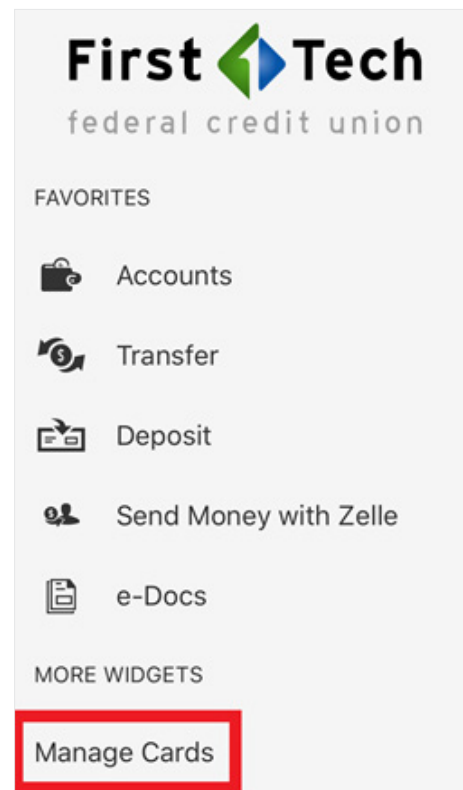 First Tech
federal credit union
FAVORITES
Accounts
Transfer
Deposit
Send Money with Zelle
e-Docs
MORE WIDGETS
Manage Cards